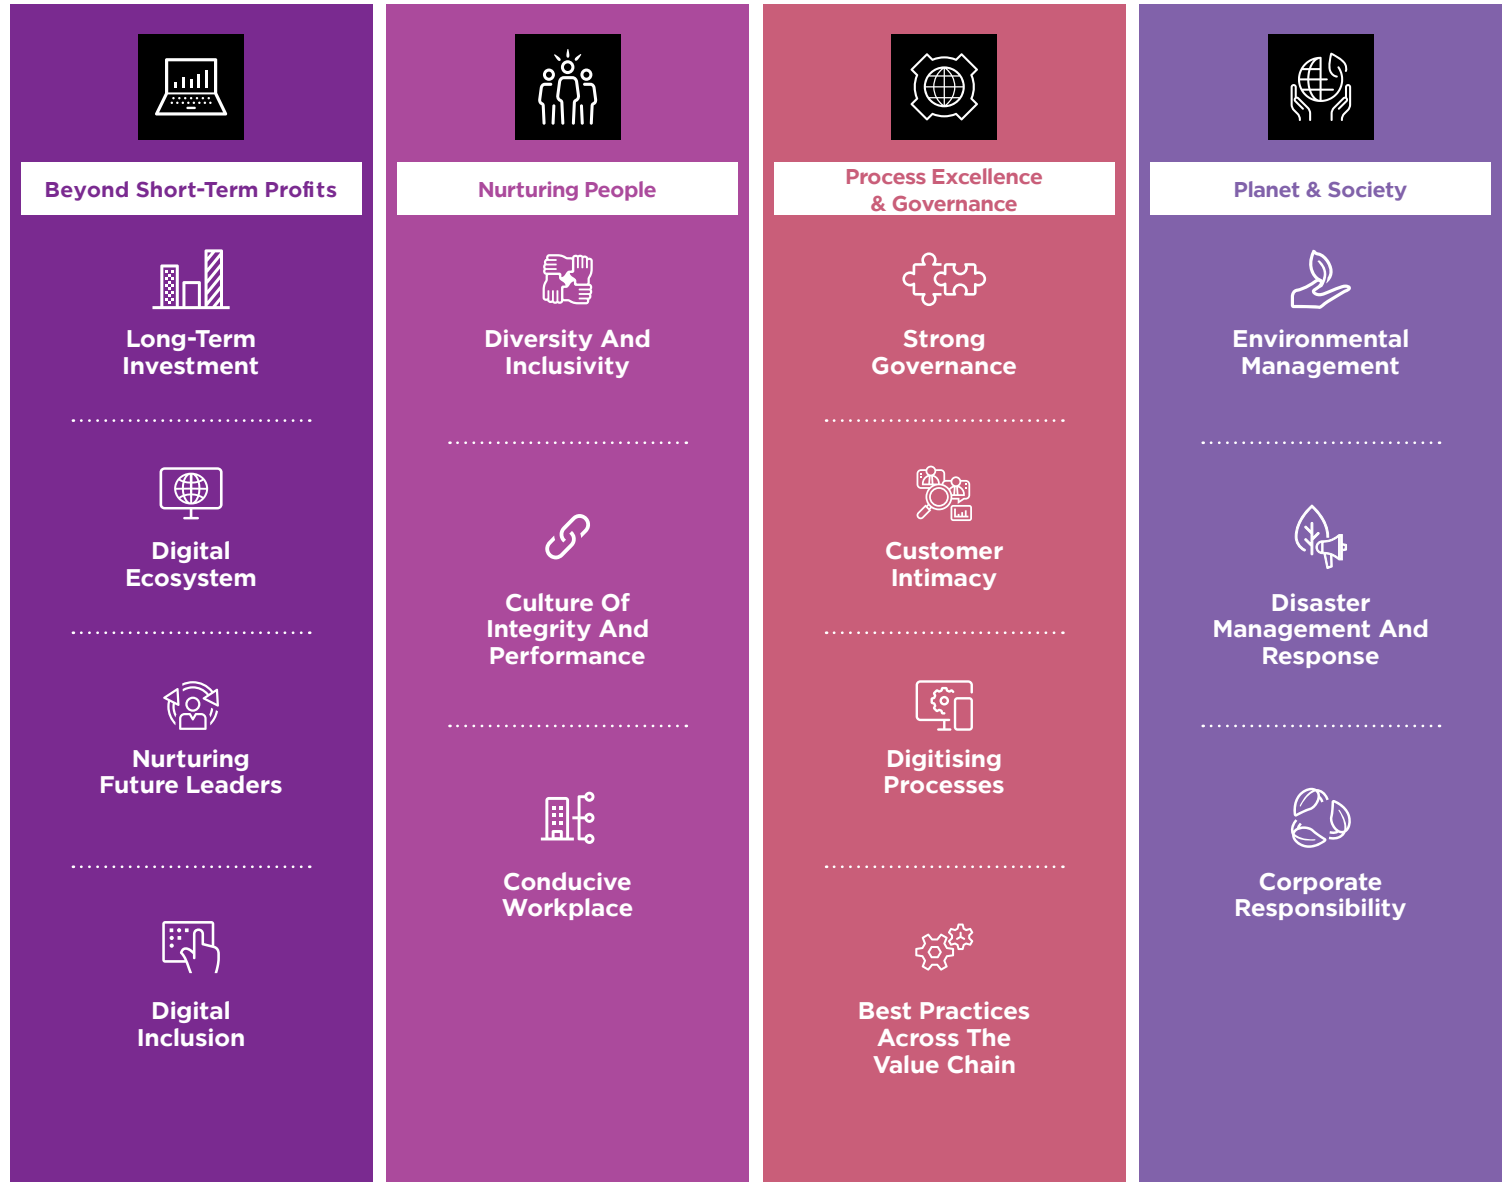 Beyond Short-Term Profits
Long-Term
Investment
Digital
Ecosystem
Nurturing
Future Leaders
Digital
Inclusion
Nurturing People
Diversity And
Inclusivity
Culture Of
Integrity And
Performance
Conducive
Workplace
Process Excellence
& Governance
Strong
Governance
Customer
Intimacy
Digitising
Processes
Best Practices
Across The
Value Chain
Planet & Society
Environmental
Management
Disaster
Management And
Response
Corporate
Responsibility